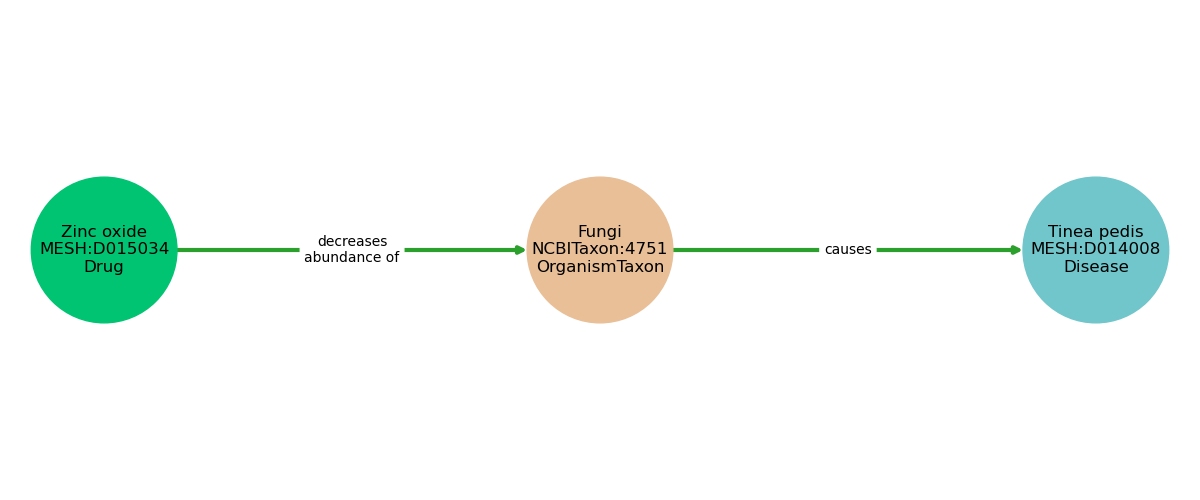 Zinc oxide
MESH:D015034
Drug
decreases
abundance of
Fungi
NCBITaxon:4751
OrganismTaxon
causes
Tinea pedis
MESH:D014008
Disease